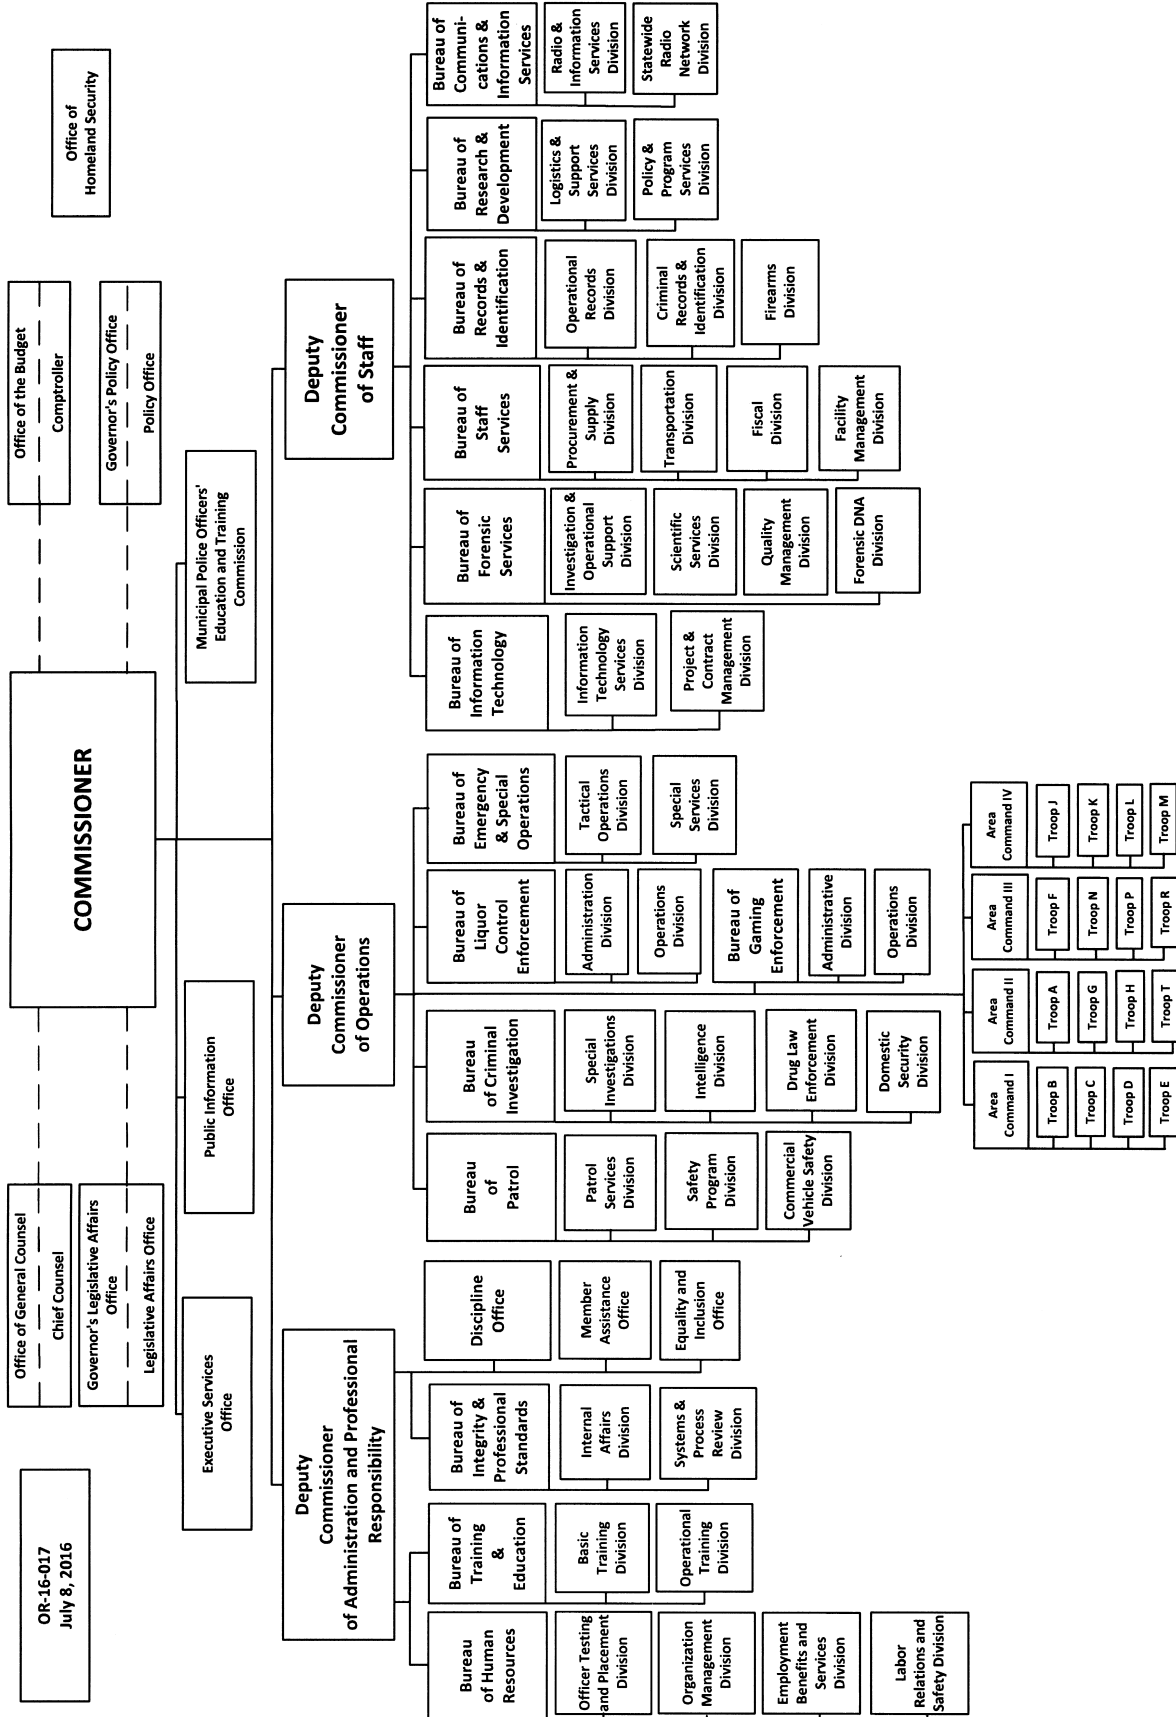 OR-16-017
July 8, 2016
Office of General Counsel
Chief Counsel
Governor's Legislative Affairs
Office
Legislative Affairs Office
COMMISSIONER
Office of the Budget
Comptroller
Governor's Policy Office
Policy Office
Office of
Homeland Security
Executive Services
Office
Public Information
Office
Municipal Police Officers'
Education and Training
Commission
Deputy
Commissioner
of Administration and Professional
Responsibility
Deputy
Commissioner
of Operations
Deputy
Commissioner
of Staff
Bureau
of Human
Resources
Officer Testing
and Placement
Division
Organization
Management
Division
Employment
Benefits and
Services
Division
Labor
Relations and
Safety Division
Bureau of
Training
&
Education
Basic
Training
Division
Operational
Training
Division
Bureau of
Integrity &
Professional
Standards
Internal
Affairs
Division
Systems &
Process
Review
Division
Discipline
Office
Member
Assistance
Office
Equality and
Inclusion
Office
Bureau
of
Patrol
Patrol
Services
Division
Safety
Program
Division
Commercial
Vehicle Safety
Division
Bureau
of Criminal
Investigation
Special
Investigations
Division
Intelligence
Division
Drug Law
Enforcement
Division
Domestic
Security
Division
Bureau of
Liquor
Control
Enforcement
Administration
Division
Operations
Division
Bureau of
Gaming
Enforcement
Administrative
Division
Operations
Division
Bureau of
Emergency
& Special
Operations
Tactical
Operations
Division
Special
Services
Division
Area
Command I
Troop B
Troop C
Troop D
Troop E
Area
Command II
Troop A
Troop G
Troop H
Troop T
Area
Command III
Troop F
Troop N
Troop P
Troop R
Area
Command IV
Troop J
Troop K
Troop L
Troop M
Bureau of
Information
Technology
Information
Technology
Services
Division
Project &
Contract
Management
Division
Bureau of
Forensic
Services
Investigation &
Operational
Support
Division
Scientific
Services
Division
Quality
Management
Division
Forensic DNA
Division
Bureau of
Staff
Services
Procurement &
Supply
Division
Transportation
Division
Fiscal
Division
Facility
Management
Division
Bureau of
Records &
Identification
Operational
Records
Division
Criminal
Records &
Identification
Division
Firearms
Division
Bureau of
Research &
Development
Logistics &
Support
Services
Division
Policy &
Program
Services
Division
Bureau of
Communi-
cations &
Information
Services
Radio &
Information
Services
Division
Statewide
Radio
Network
Division